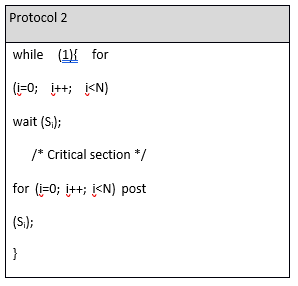 Protocol 2
while (1){ for
(i=0; i++; i<N)
wait (Sᵢ);
/* Critical section */
for (i=0; i++; i<N) post
(Sᵢ);
}